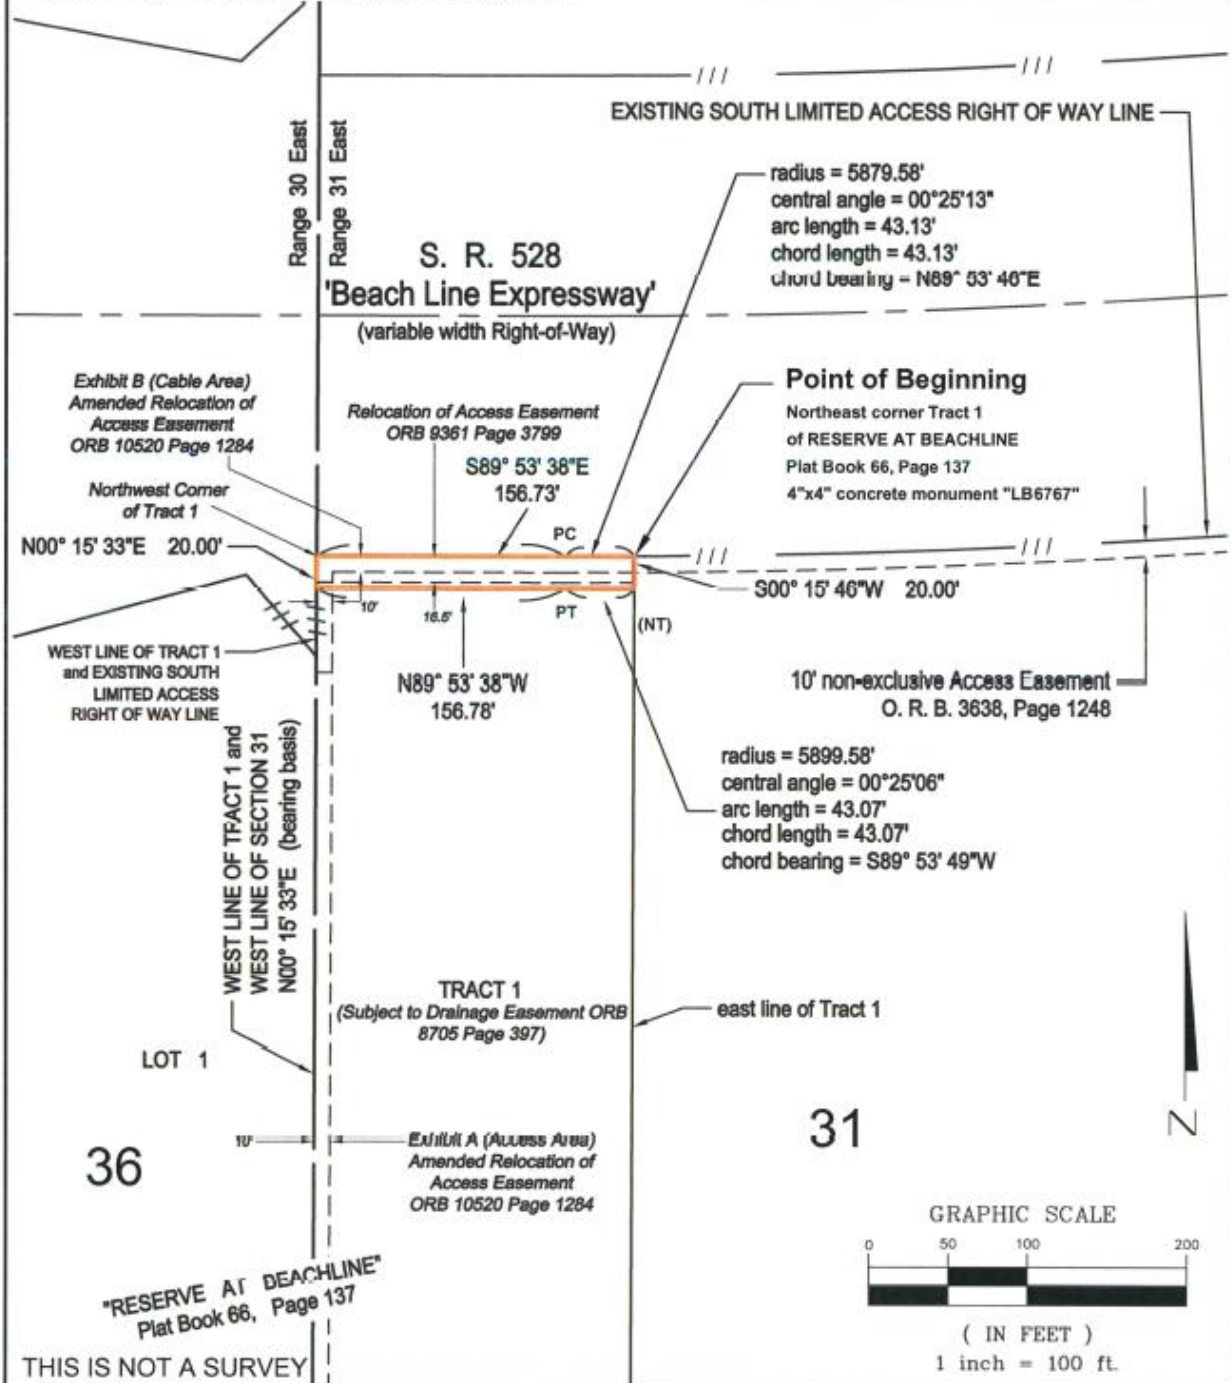 EXISTING SOUTH LIMITED ACCESS RIGHT OF WAY LINE
Range 30 East
Range 31 East
radius = 5879.58'
central angle = 00°25'13"
arc length = 43.13'
chord length = 43.13'
chord bearing = N89° 53' 46"E
S. R. 528
'Beach Line Expressway'
(variable width Right-of-Way)
Exhibit B (Cable Area)
Amended Relocation of
Access Easement
ORB 10520 Page 1284
Relocation of Access Easement
ORB 9361 Page 3799
S89° 53' 38"E
156.73'
Point of Beginning
Northeast corner Tract 1
of RESERVE AT BEACHLINE
Plat Book 66, Page 137
4"x4" concrete monument "LB6767"
Northwest Corner
of Tract 1
N00° 15' 33"E 20.00'
PC
S00° 15' 46"W 20.00'
10'
16.5'
PT
(NT)
WEST LINE OF TRACT 1
and EXISTING SOUTH
LIMITED ACCESS
RIGHT OF WAY LINE
N89° 53' 38"W
156.78'
10' non-exclusive Access Easement
O. R. B. 3638, Page 1248
WEST LINE OF TRACT 1 and
WEST LINE OF SECTION 31
N00° 15' 33"E (bearing basis)
radius = 5899.58'
central angle = 00°25'06"
arc length = 43.07'
chord length = 43.07'
chord bearing = S89° 53' 49"W
TRACT 1
(Subject to Drainage Easement ORB
8705 Page 397)
east line of Tract 1
LOT 1
36
31
10'
Exhibit A (Access Area)
Amended Relocation of
Access Easement
ORB 10520 Page 1284
N
"RESERVE AT BEACHLINE"
Plat Book 66, Page 137
GRAPHIC SCALE
0 50 100 200
( IN FEET )
1 inch = 100 ft.
THIS IS NOT A SURVEY